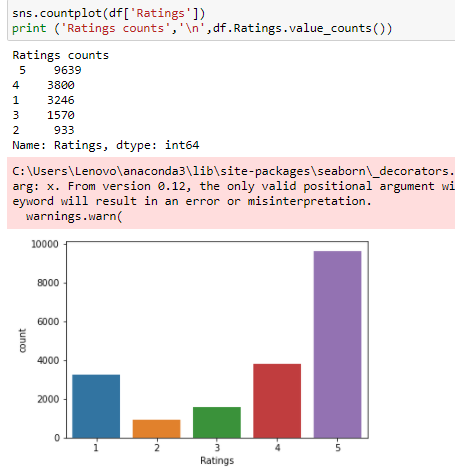 sns.countplot(df['Ratings'])
print ('Ratings counts','\n',df.Ratings.value_counts())
Ratings counts
5 9639
4 3800
1 3246
3 1570
2 933
Name: Ratings, dtype: int64
C:\Users\Lenovo\anaconda3\lib\site-packages\seaborn\_decorators.
arg: x. From version 0.12, the only valid positional argument wi
eyword will result in an error or misinterpretation.
warnings.warn(
10000
8000
6000
4000
2000
0
count
1 2 3 4 5
Ratings